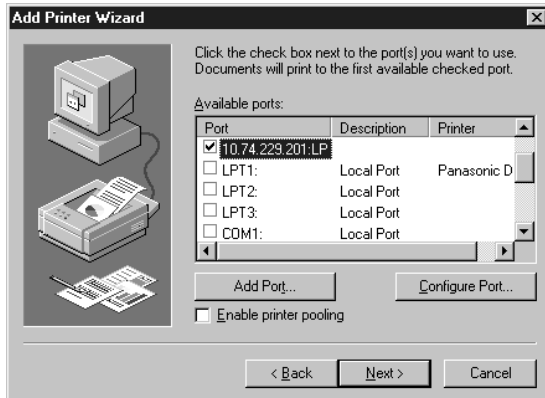 Add Printer Wizard
Click the check box next to the port(s) you want to use.
Documents will print to the first available checked port.
Available ports:
Port Description Printer
10.74.229.201:LP
LPT1: Local Port Panasonic D
LPT2: Local Port
LPT3: Local Port
COM1: Local Port
Add Port... Configure Port...
Enable printer pooling
< Back Next > Cancel